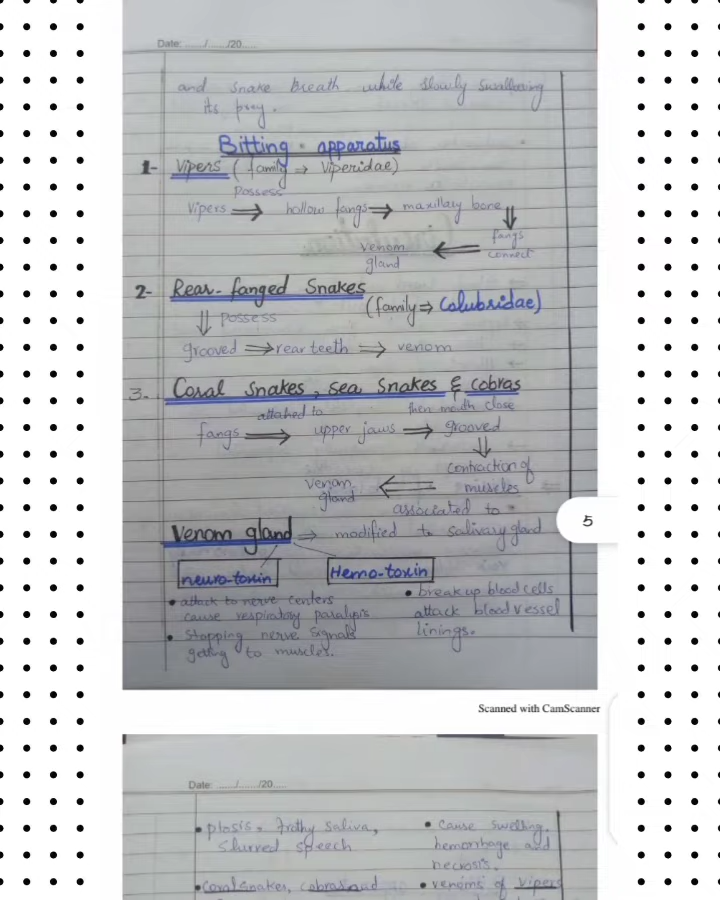 Date: ...../....../20....
and snake breath while slowly swallowing
its prey.
Bitting apparatus
1- Vipers (family → Viperidae)
Possess
Vipers ⇒ hollow fangs ⇒ maxillary bone
⇓
fangs
connect
⇐
venom
gland
2- Rear-fanged Snakes
(family ⇒ Colubridae)
⇓ possess
grooved ⇒ rear teeth ⇒ venom
3- Coral Snakes, sea Snakes & cobras
attached to then mouth close
fangs ⇒ upper jaws ⇒ grooved
⇓
contraction of
muscles
⇐
venom
gland
associated to
5
Venom gland ⇒ modified to salivary gland
neuro-toxin Hemo-toxin
• attack to nerve centers
cause respiratory paralysis
• stopping nerve signals
getting to muscles.
• break up blood cells
attack blood vessel
linings.
Scanned with CamScanner
Date: ...../....../20....
• ptosis, frothy saliva,
slurred speech
• coral snakes, cobras and
• cause swelling,
hemorrhage and
necrosis.
• venoms of vipers